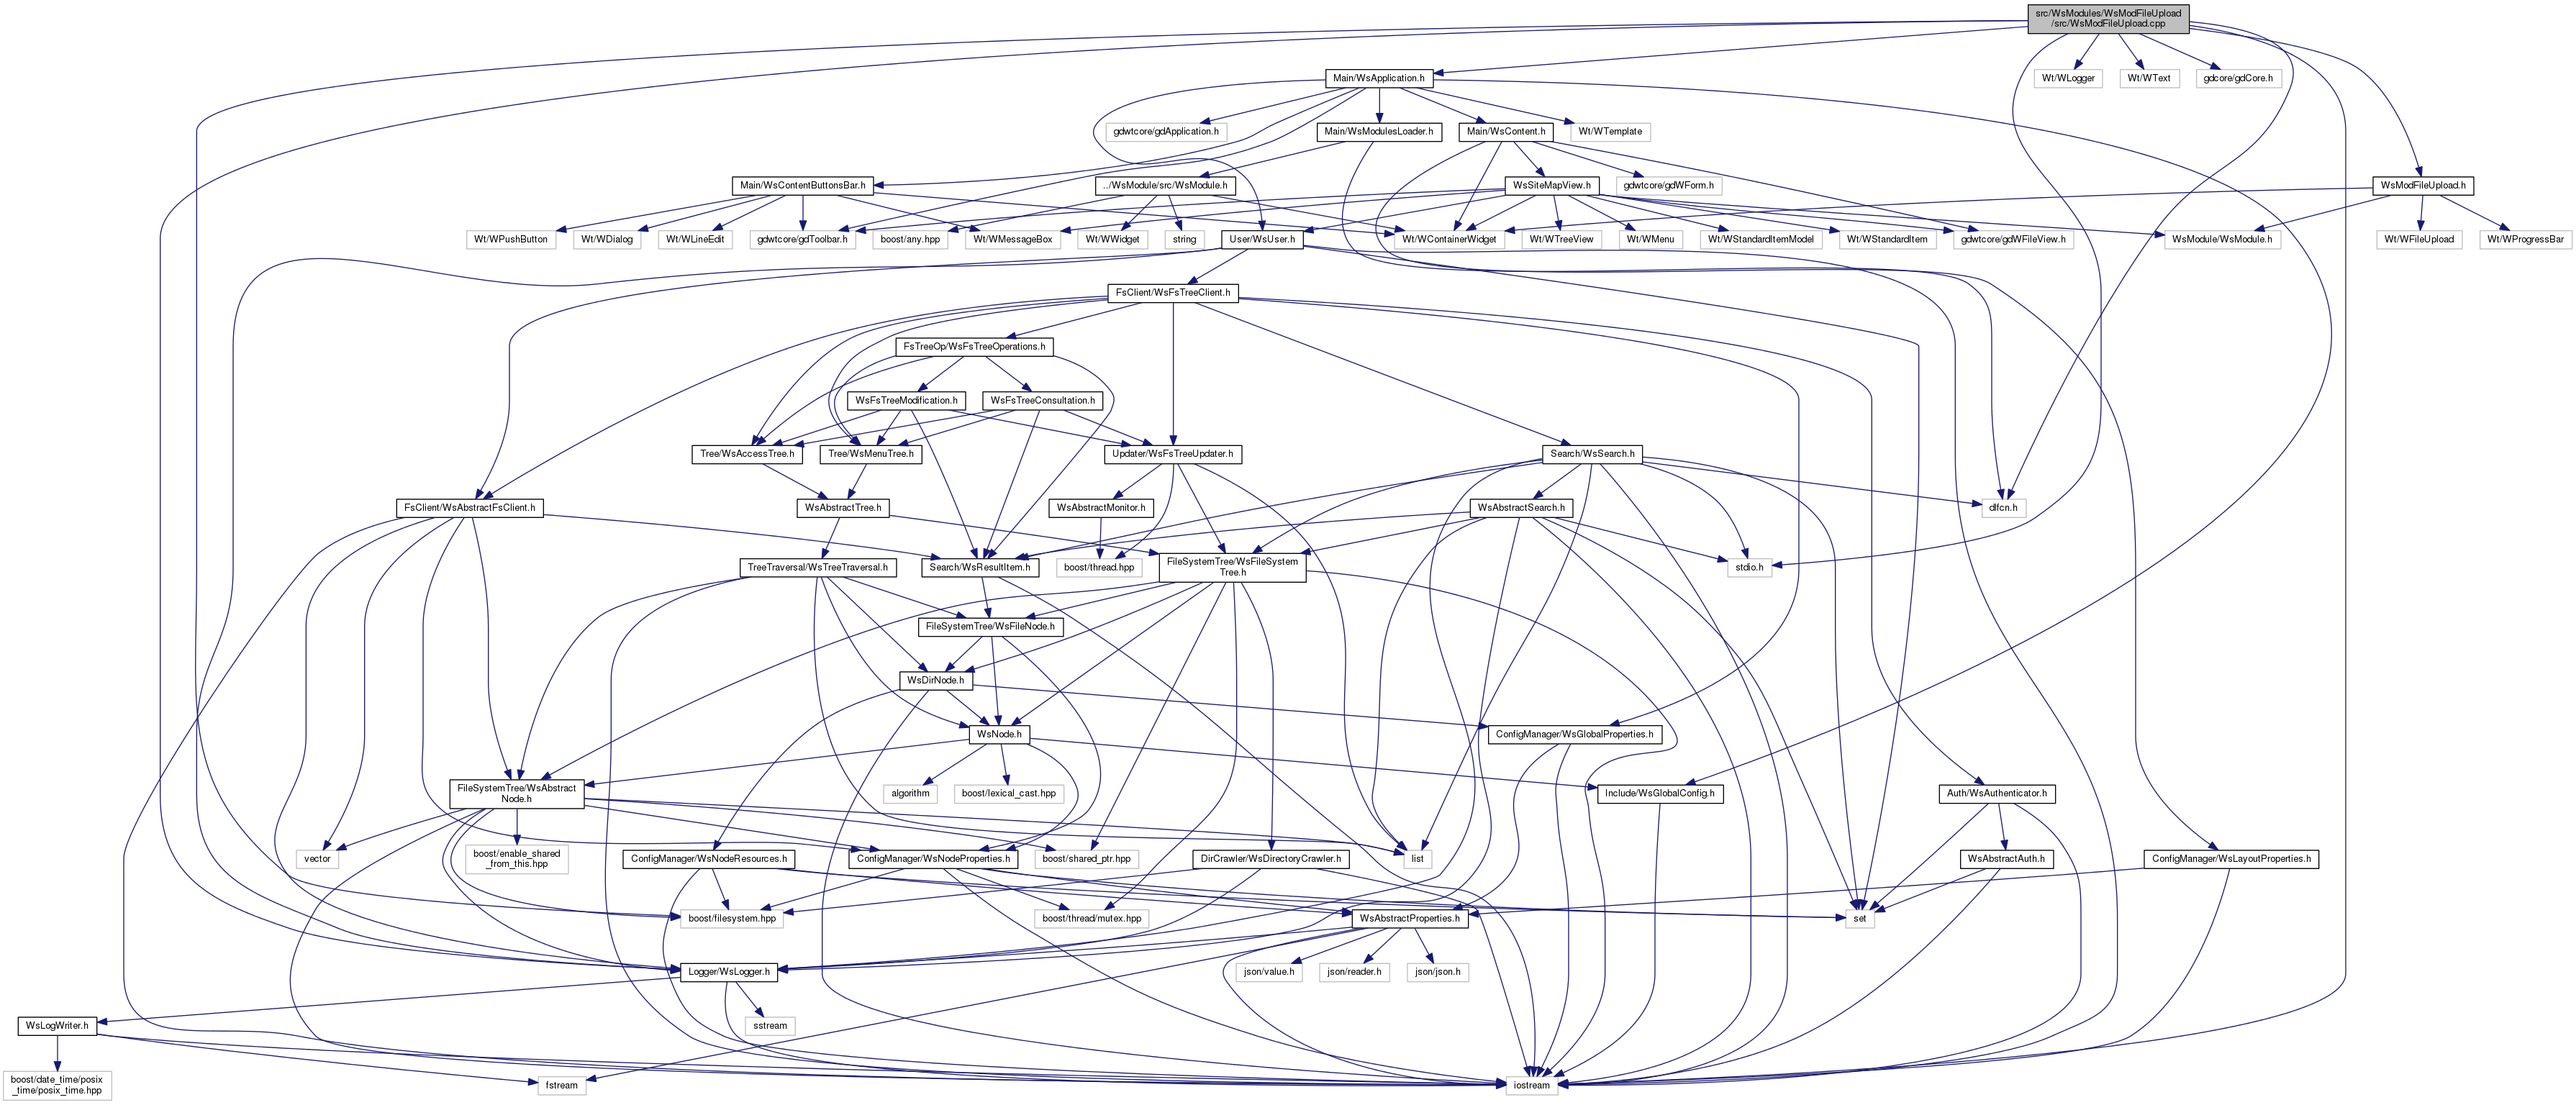 src/WsModules/WsModFileUpload
/src/WsModFileUpload.cpp
Main/WsApplication.h
Wt/WLogger
Wt/WText
gdcore/gdCore.h
gdwtcore/gdApplication.h
Main/WsModulesLoader.h
Main/WsContent.h
Wt/WTemplate
Main/WsContentButtonsBar.h
../WsModule/src/WsModule.h
WsSiteMapView.h
gdwtcore/gdWForm.h
WsModFileUpload.h
Wt/WPushButton
Wt/WDialog
Wt/WLineEdit
gdwtcore/gdToolbar.h
boost/any.hpp
Wt/WMessageBox
Wt/WWidget
string
User/WsUser.h
Wt/WContainerWidget
Wt/WTreeView
Wt/WMenu
Wt/WStandardItemModel
Wt/WStandardItem
gdwtcore/gdWFileView.h
WsModule/WsModule.h
Wt/WFileUpload
Wt/WProgressBar
FsClient/WsFsTreeClient.h
FsTreeOp/WsFsTreeOperations.h
WsFsTreeModification.h
WsFsTreeConsultation.h
Tree/WsAccessTree.h
Tree/WsMenuTree.h
Updater/WsFsTreeUpdater.h
Search/WsSearch.h
FsClient/WsAbstractFsClient.h
WsAbstractTree.h
WsAbstractMonitor.h
WsAbstractSearch.h
dlfcn.h
TreeTraversal/WsTreeTraversal.h
Search/WsResultItem.h
boost/thread.hpp
FileSystemTree/WsFileSystem
Tree.h
stdio.h
FileSystemTree/WsFileNode.h
WsDirNode.h
WsNode.h
ConfigManager/WsGlobalProperties.h
FileSystemTree/WsAbstract
Node.h
algorithm
boost/lexical_cast.hpp
Include/WsGlobalConfig.h
Auth/WsAuthenticator.h
vector
boost/enable_shared
_from_this.hpp
ConfigManager/WsNodeResources.h
ConfigManager/WsNodeProperties.h
boost/shared_ptr.hpp
DirCrawler/WsDirectoryCrawler.h
list
WsAbstractAuth.h
ConfigManager/WsLayoutProperties.h
boost/filesystem.hpp
boost/thread/mutex.hpp
WsAbstractProperties.h
set
Logger/WsLogger.h
json/value.h
json/reader.h
json/json.h
WsLogWriter.h
sstream
boost/date_time/posix
_time/posix_time.hpp
fstream
iostream